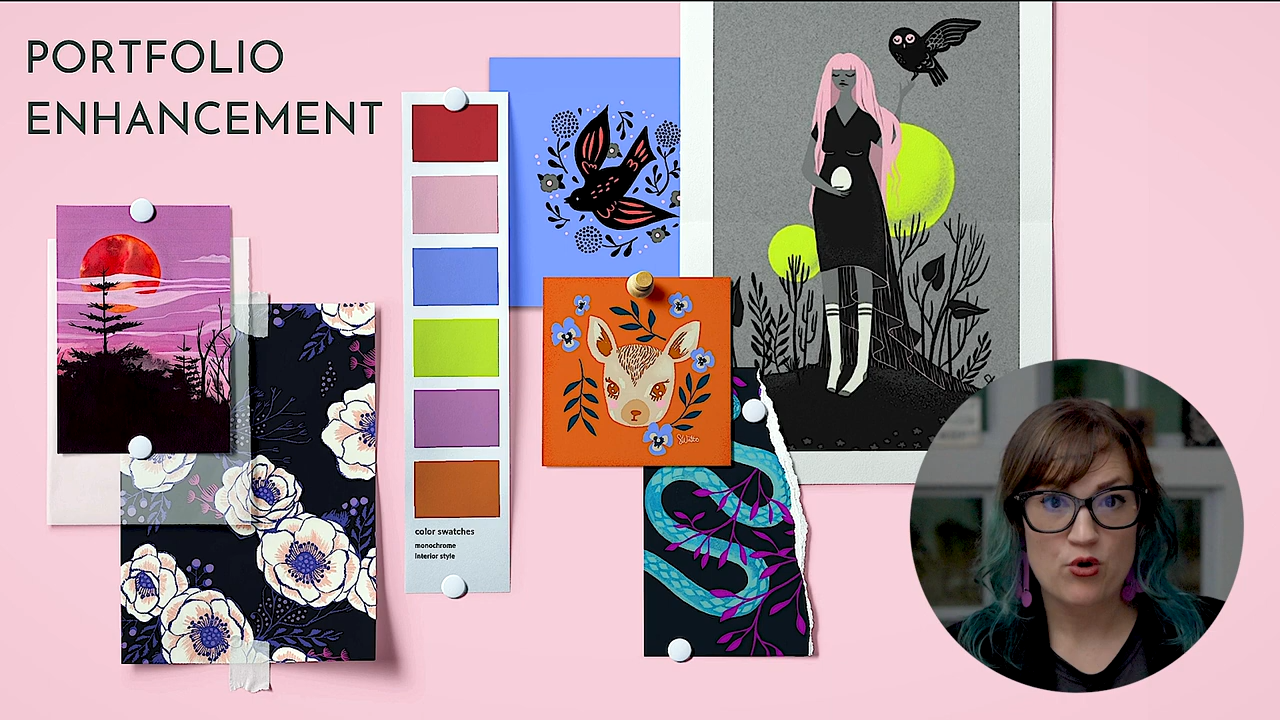 PORTFOLIO
ENHANCEMENT
color swatches
monochrome
interior style